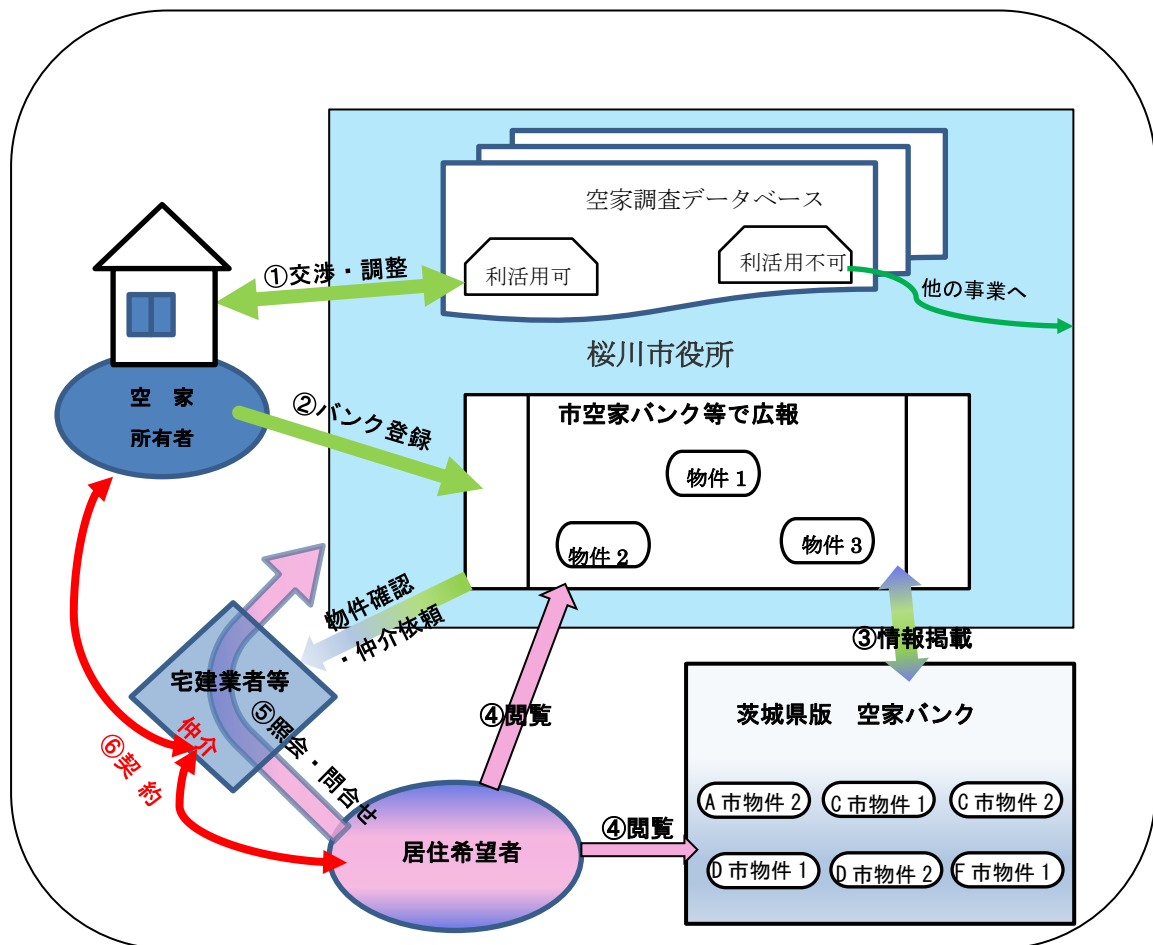 空家調査データベース
利活用可
利活用不可
①交渉・調整
他の事業へ
桜川市役所
空　家
所有者
②バンク登録
市空家バンク等で広報
物件１
物件２
物件３
物件確認
・仲介依頼
③情報掲載
宅建業者等
仲介
⑤照会・問合せ
④閲覧
⑥契 約
茨城県版　空家バンク
A 市物件 2
C 市物件 1
C 市物件 2
D 市物件 1
D 市物件 2
F 市物件 1
居住希望者
④閲覧